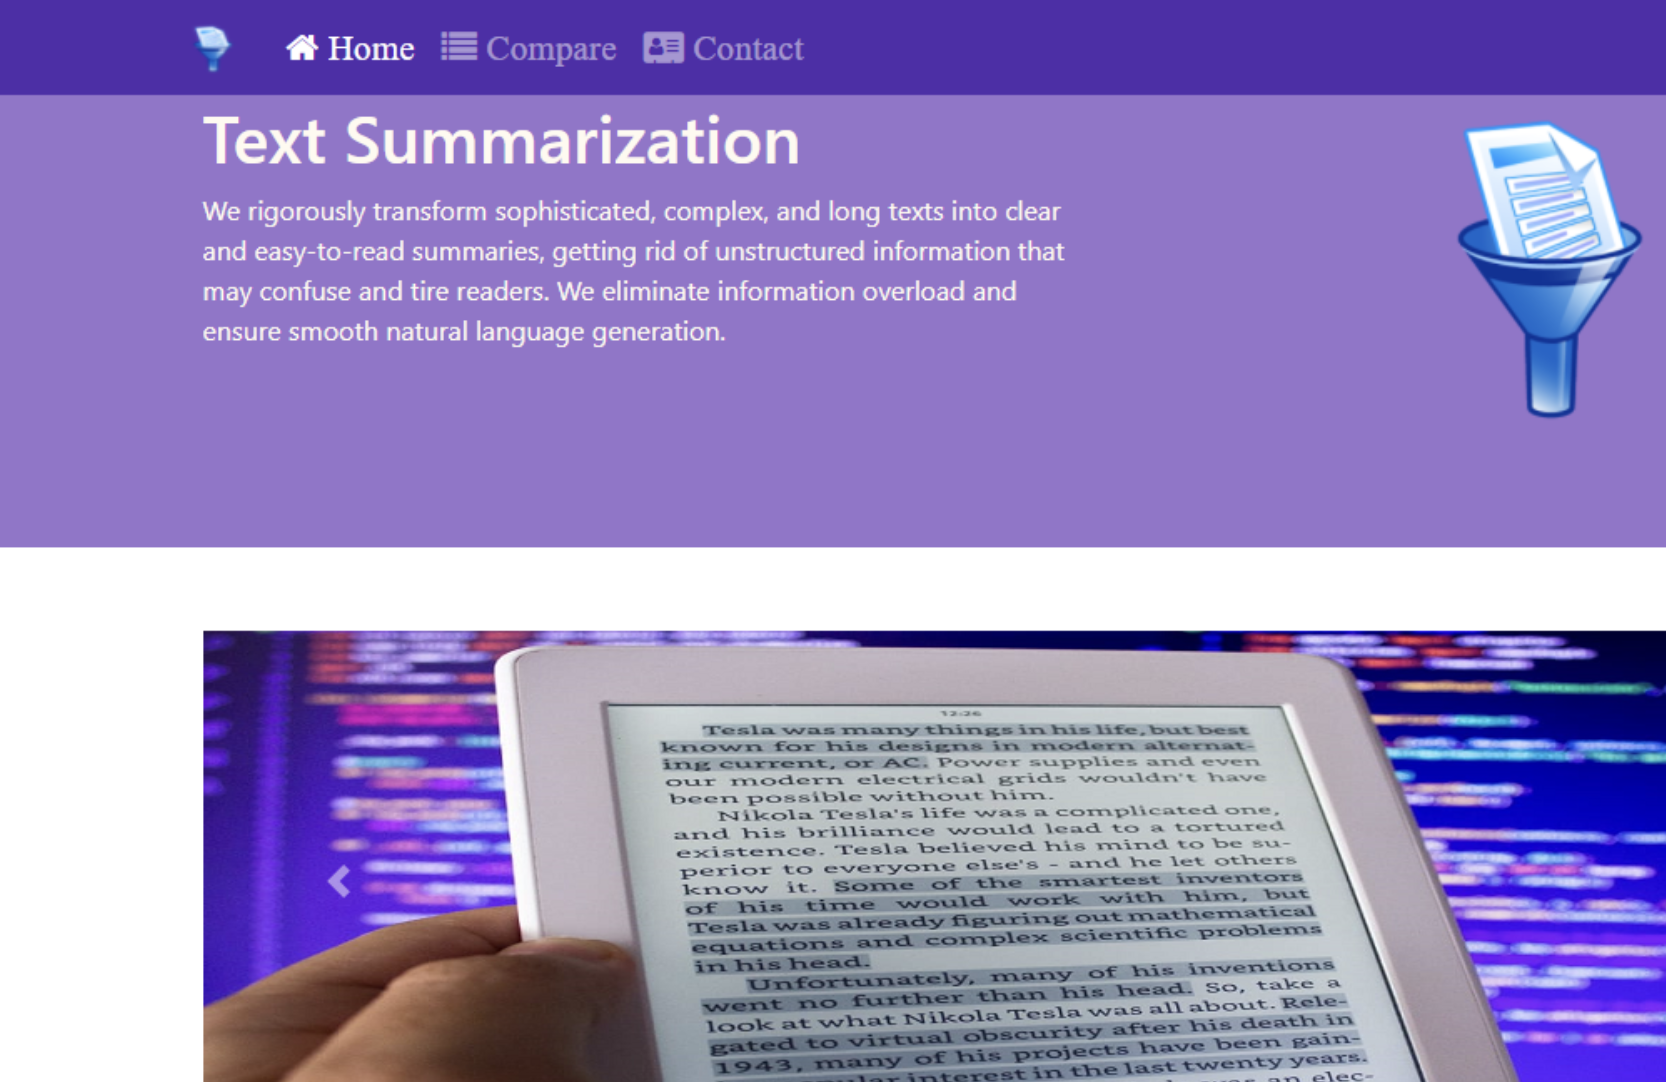 Home Compare Contact
Text Summarization
We rigorously transform sophisticated, complex, and long texts into clear
and easy-to-read summaries, getting rid of unstructured information that
may confuse and tire readers. We eliminate information overload and
ensure smooth natural language generation.
12:26
Tesla was many things in his life, but best
known for his designs in modern alternat-
ing current, or AC. Power supplies and even
our modern electrical grids wouldn't have
been possible without him.
Nikola Tesla's life was a complicated one,
and his brilliance would lead to a tortured
existence. Tesla believed his mind to be su-
perior to everyone else's - and he let others
know it. Some of the smartest inventors
of his time would work with him, but
Tesla was already figuring out mathematical
equations and complex scientific problems
in his head.
Unfortunately, many of his inventions
went no further than his head. So, take a
look at what Nikola Tesla was all about. Rele-
gated to virtual obscurity after his death in
1943, many of his projects have been gain-
interest in the last twenty years.
an elec-